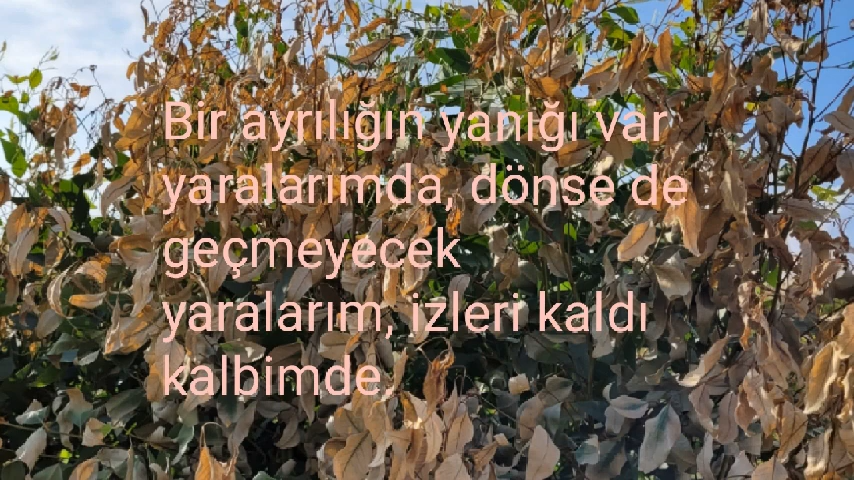 Bir ayrılığın yanığı var
yaralarımda, dönse de
geçmeyecek
yaralarım, izleri kaldı
kalbimde,